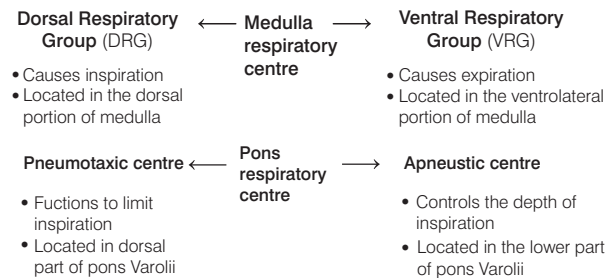 Dorsal Respiratory
Group (DRG)
• Causes inspiration
• Located in the dorsal
portion of medulla
Medulla
respiratory
centre
Ventral Respiratory
Group (VRG)
• Causes expiration
• Located in the ventrolateral
portion of medulla
Pneumotaxic centre
• Fuctions to limit
inspiration
• Located in dorsal
part of pons Varolii
Pons
respiratory
centre
Apneustic centre
• Controls the depth of
inspiration
• Located in the lower part
of pons Varolii